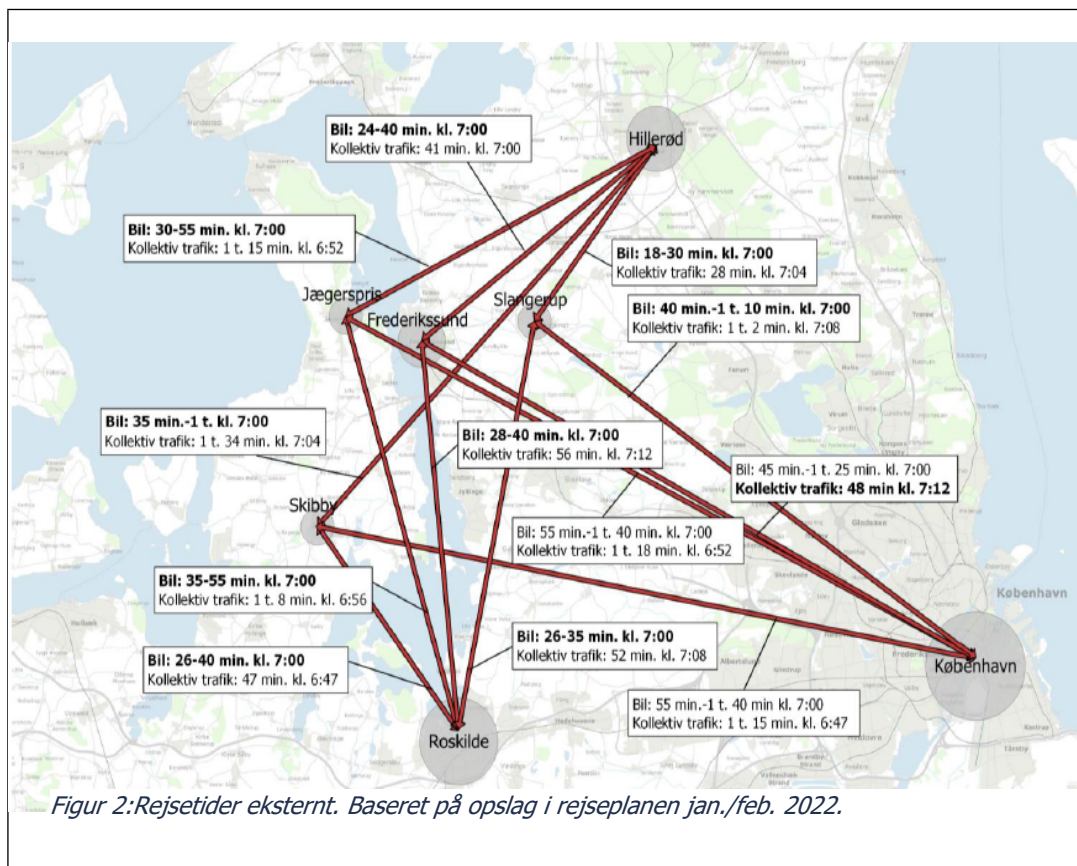 Bil: 24-40 min. kl. 7:00
Kollektiv trafik: 41 min. kl. 7:00
Hillerød
Bil: 30-55 min. kl. 7:00
Kollektiv trafik: 1 t. 15 min. kl. 6:52
Bil: 18-30 min. kl. 7:00
Kollektiv trafik: 28 min. kl. 7:04
Jægerspris
Frederikssund
Slangerup
Bil: 40 min.-1 t. 10 min. kl. 7:00
Kollektiv trafik: 1 t. 2 min. kl. 7:08
Bil: 35 min.-1 t. kl. 7:00
Kollektiv trafik: 1 t. 34 min. kl. 7:04
Bil: 28-40 min. kl. 7:00
Kollektiv trafik: 56 min. kl. 7:12
Bil: 45 min.-1 t. 25 min. kl. 7:00
Kollektiv trafik: 48 min kl. 7:12
Skibby
Bil: 55 min.-1 t. 40 min. kl. 7:00
Kollektiv trafik: 1 t. 18 min. kl. 6:52
Bil: 35-55 min. kl. 7:00
Kollektiv trafik: 1 t. 8 min. kl. 6:56
København
Bil: 26-35 min. kl. 7:00
Kollektiv trafik: 52 min. kl. 7:08
Bil: 26-40 min. kl. 7:00
Kollektiv trafik: 47 min. kl. 6:47
København
Bil: 55 min.-1 t. 40 min kl. 7:00
Kollektiv trafik: 1 t. 15 min. kl. 6:47
Roskilde
Figur 2:Rejsetider eksternt. Baseret på opslag i rejseplanen jan./feb. 2022.